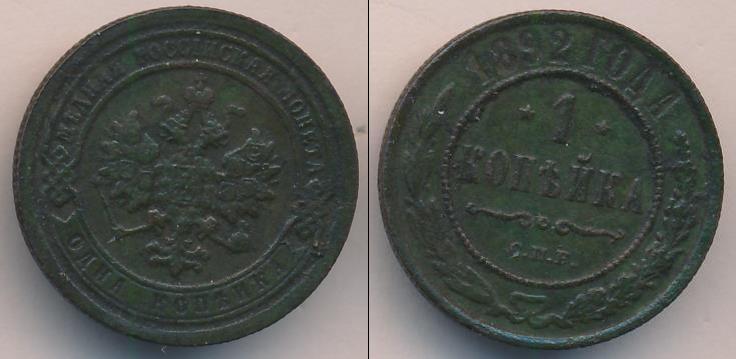 МѢДНАЯ РОССІЙСКАЯ МОНЕТА
ОДНА КОПѢЙКА
1892 ГОДА
1
КОПѢЙКА
С.П.Б.